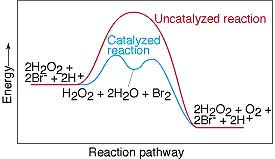 Uncatalyzed reaction
Catalyzed
reaction
Energy
2H2O2 +
2Br- + 2H+
H2O2 + 2H2O + Br2
2H2O2 + O2 +
2Br- + 2H+
Reaction pathway